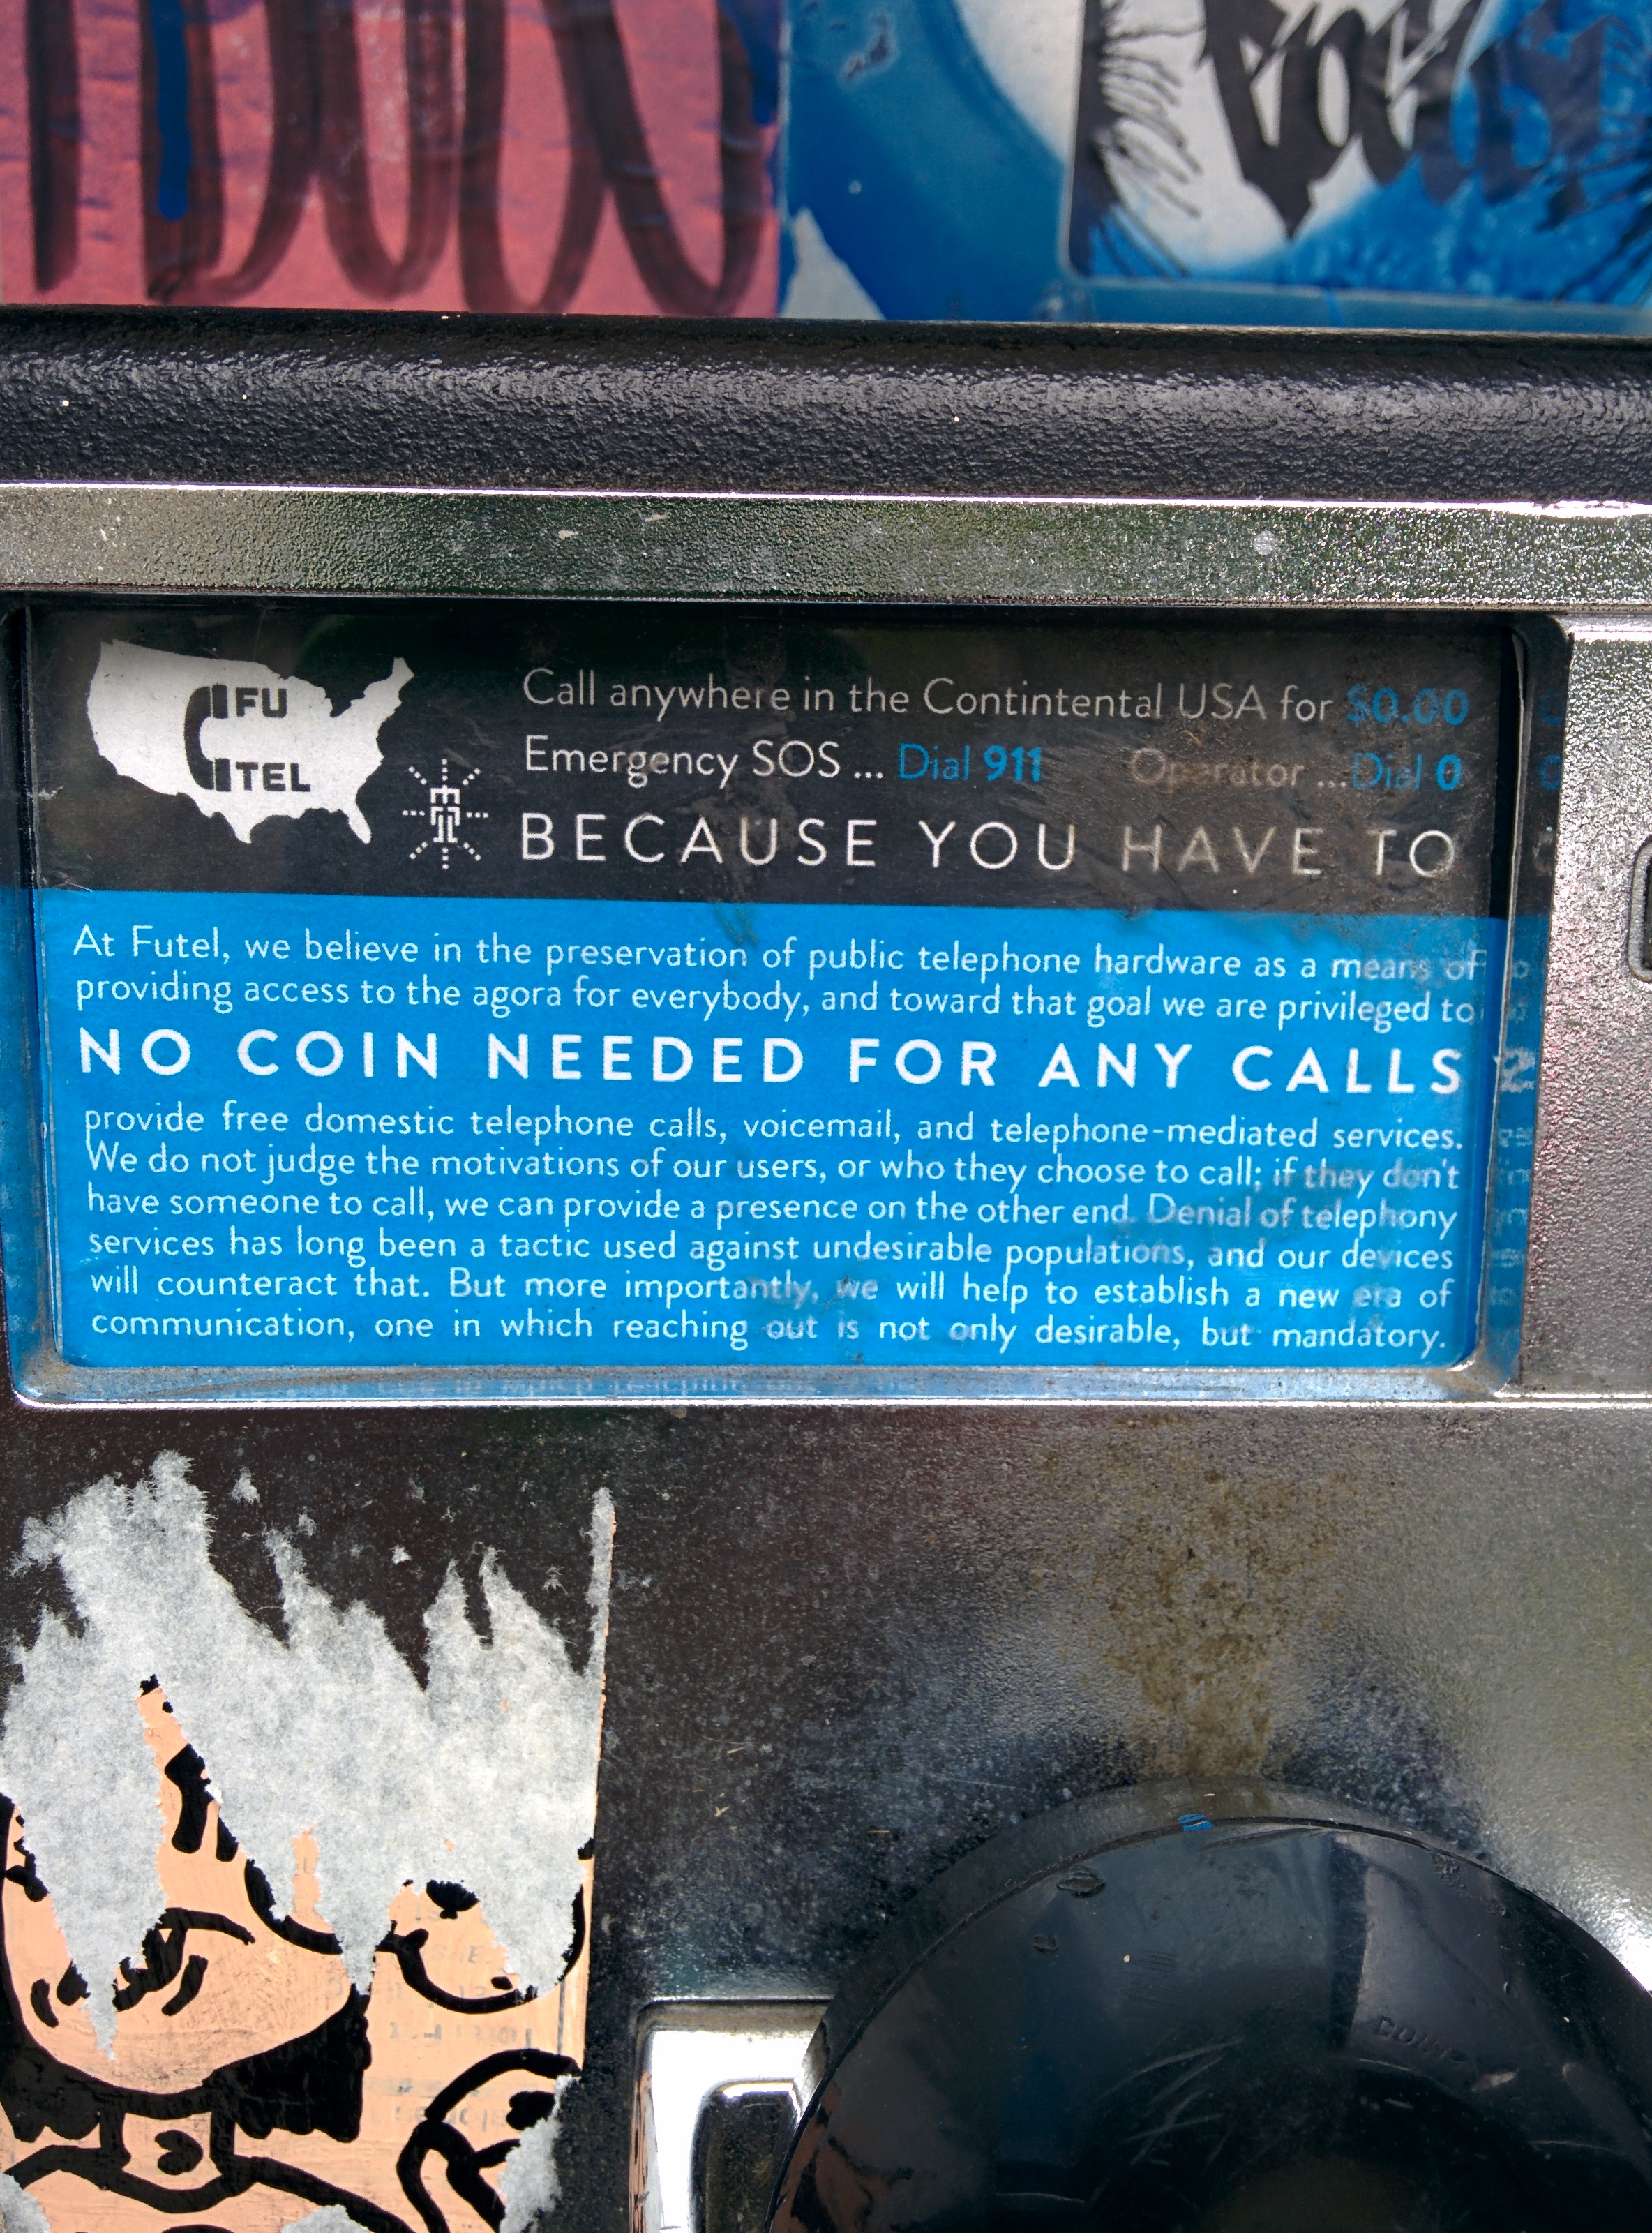 FU
TEL
Call anywhere in the Contintental USA for $0.00
Emergency SOS ... Dial 911 Operator ... Dial 0
BECAUSE YOU HAVE TO
At Futel, we believe in the preservation of public telephone hardware as a means of
providing access to the agora for everybody, and toward that goal we are privileged to
NO COIN NEEDED FOR ANY CALLS
provide free domestic telephone calls, voicemail, and telephone-mediated services.
We do not judge the motivations of our users, or who they choose to call; if they don't
have someone to call, we can provide a presence on the other end. Denial of telephony
services has long been a tactic used against undesirable populations, and our devices
will counteract that. But more importantly, we will help to establish a new era of
communication, one in which reaching out is not only desirable, but mandatory.